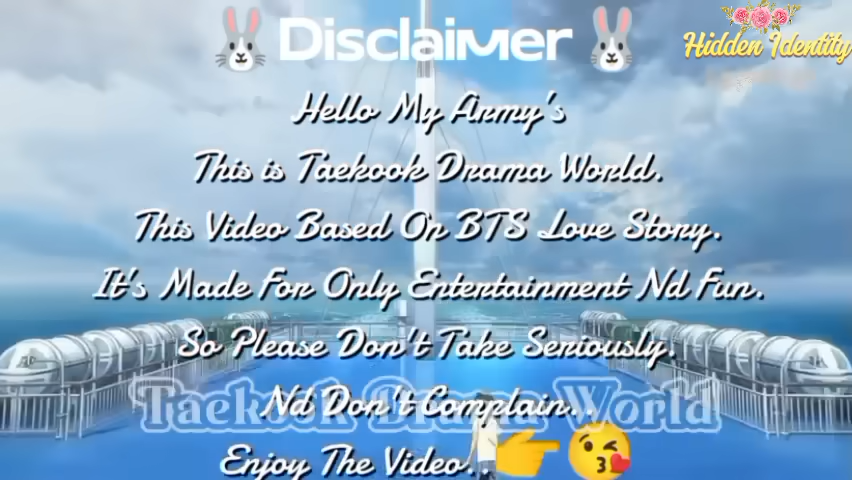 Disclaimer
Hidden Identity
Hello My Army's
This is Taekook Drama World.
This Video Based On BTS Love Story.
It's Made For Only Entertainment Nd Fun.
So Please Don't Take Seriously.
Nd Don't Complain..
Taekook Drama World
Enjoy The Video..